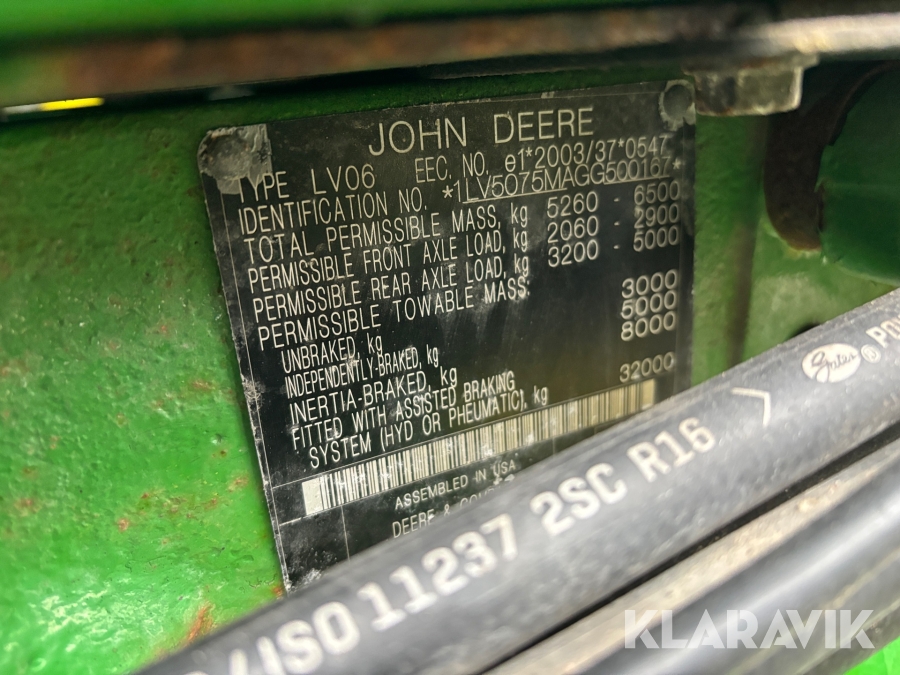 JOHN DEERE
TYPE LV06 EEC, NO. e1*2003/37*0547
IDENTIFICATION NO. *1LV5075MAGG500167*
TOTAL PERMISSIBLE MASS, kg 5260 - 6500
PERMISSIBLE FRONT AXLE LOAD, kg 2060 - 2900
PERMISSIBLE REAR AXLE LOAD, kg 3200 - 5000
PERMISSIBLE TOWABLE MASS:
UNBRAKED, kg 3000
INDEPENDENTLY-BRAKED, kg 5000
INERTIA-BRAKED, kg 8000
FITTED WITH ASSISTED BRAKING
SYSTEM (HYD OR PNEUMATIC), kg 32000
ASSEMBLED IN USA
DEERE &
/ISO 11237 2SC R16 >
Gates ®
KLARAVIK